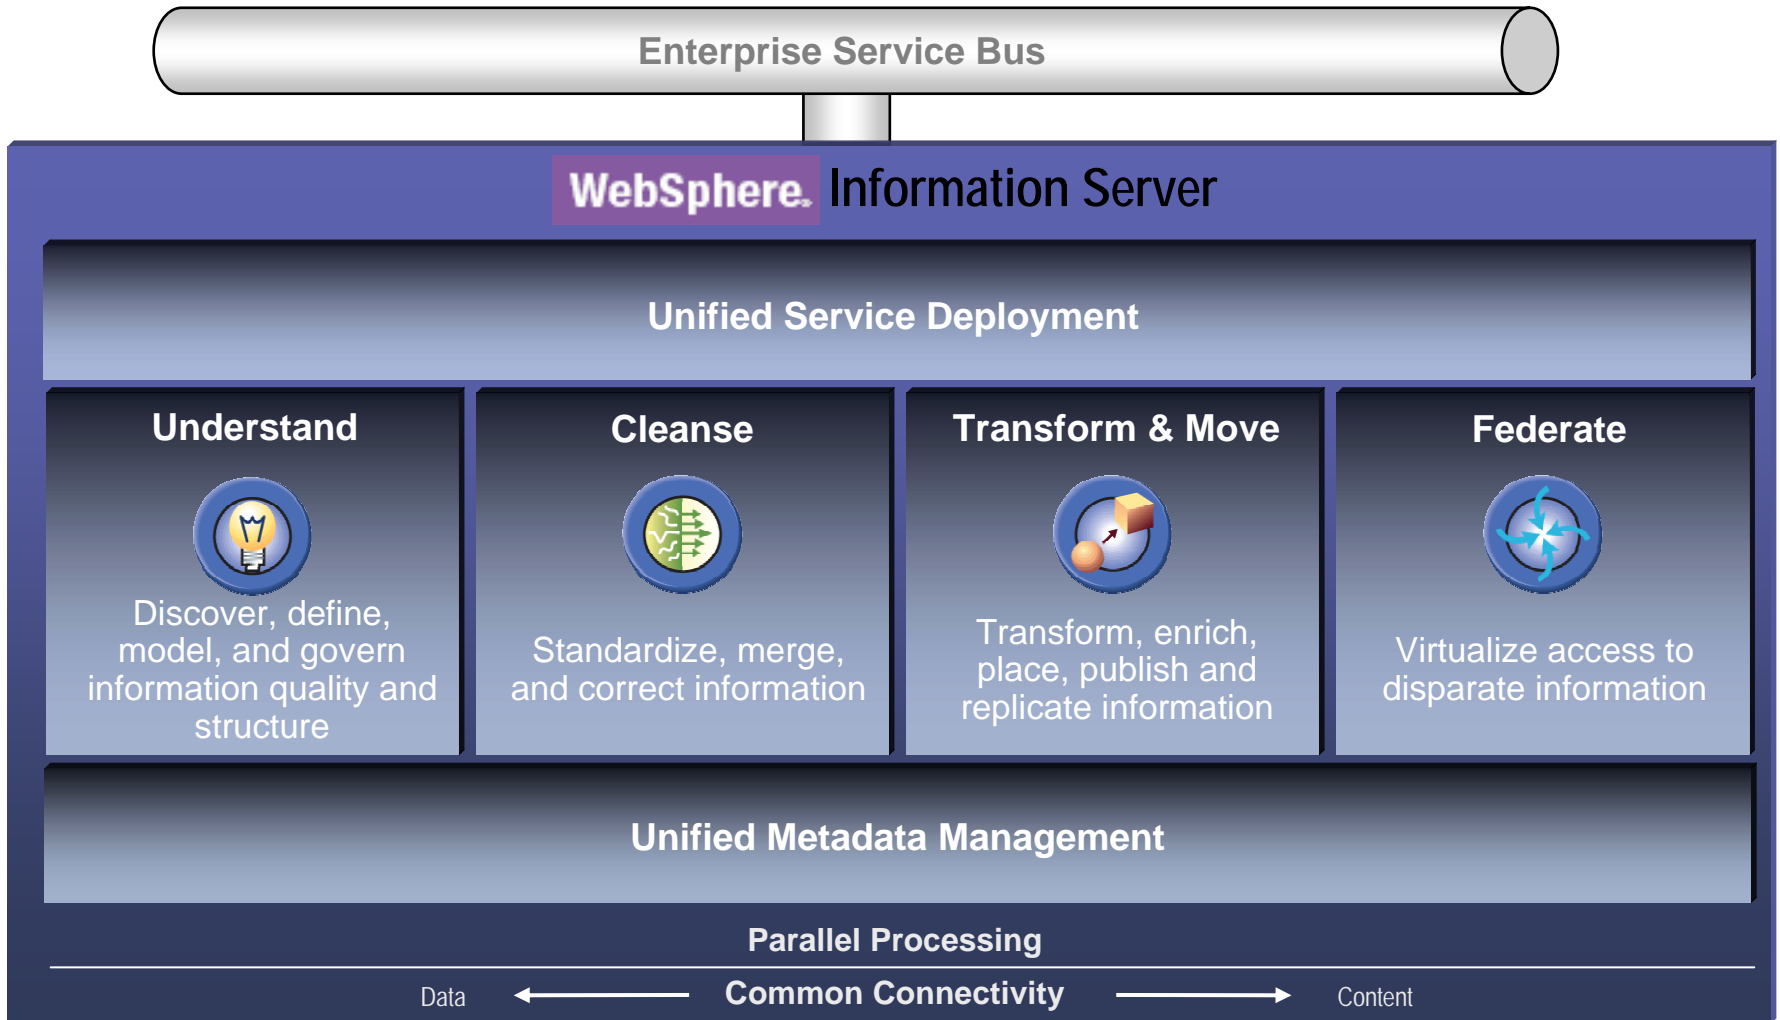 Enterprise Service Bus
WebSphere. Information Server
Unified Service Deployment
Understand
Discover, define,
model, and govern
information quality and
structure
Cleanse
Standardize, merge,
and correct information
Transform & Move
Transform, enrich,
place, publish and
replicate information
Federate
Virtualize access to
disparate information
Unified Metadata Management
Parallel Processing
Data Common Connectivity Content